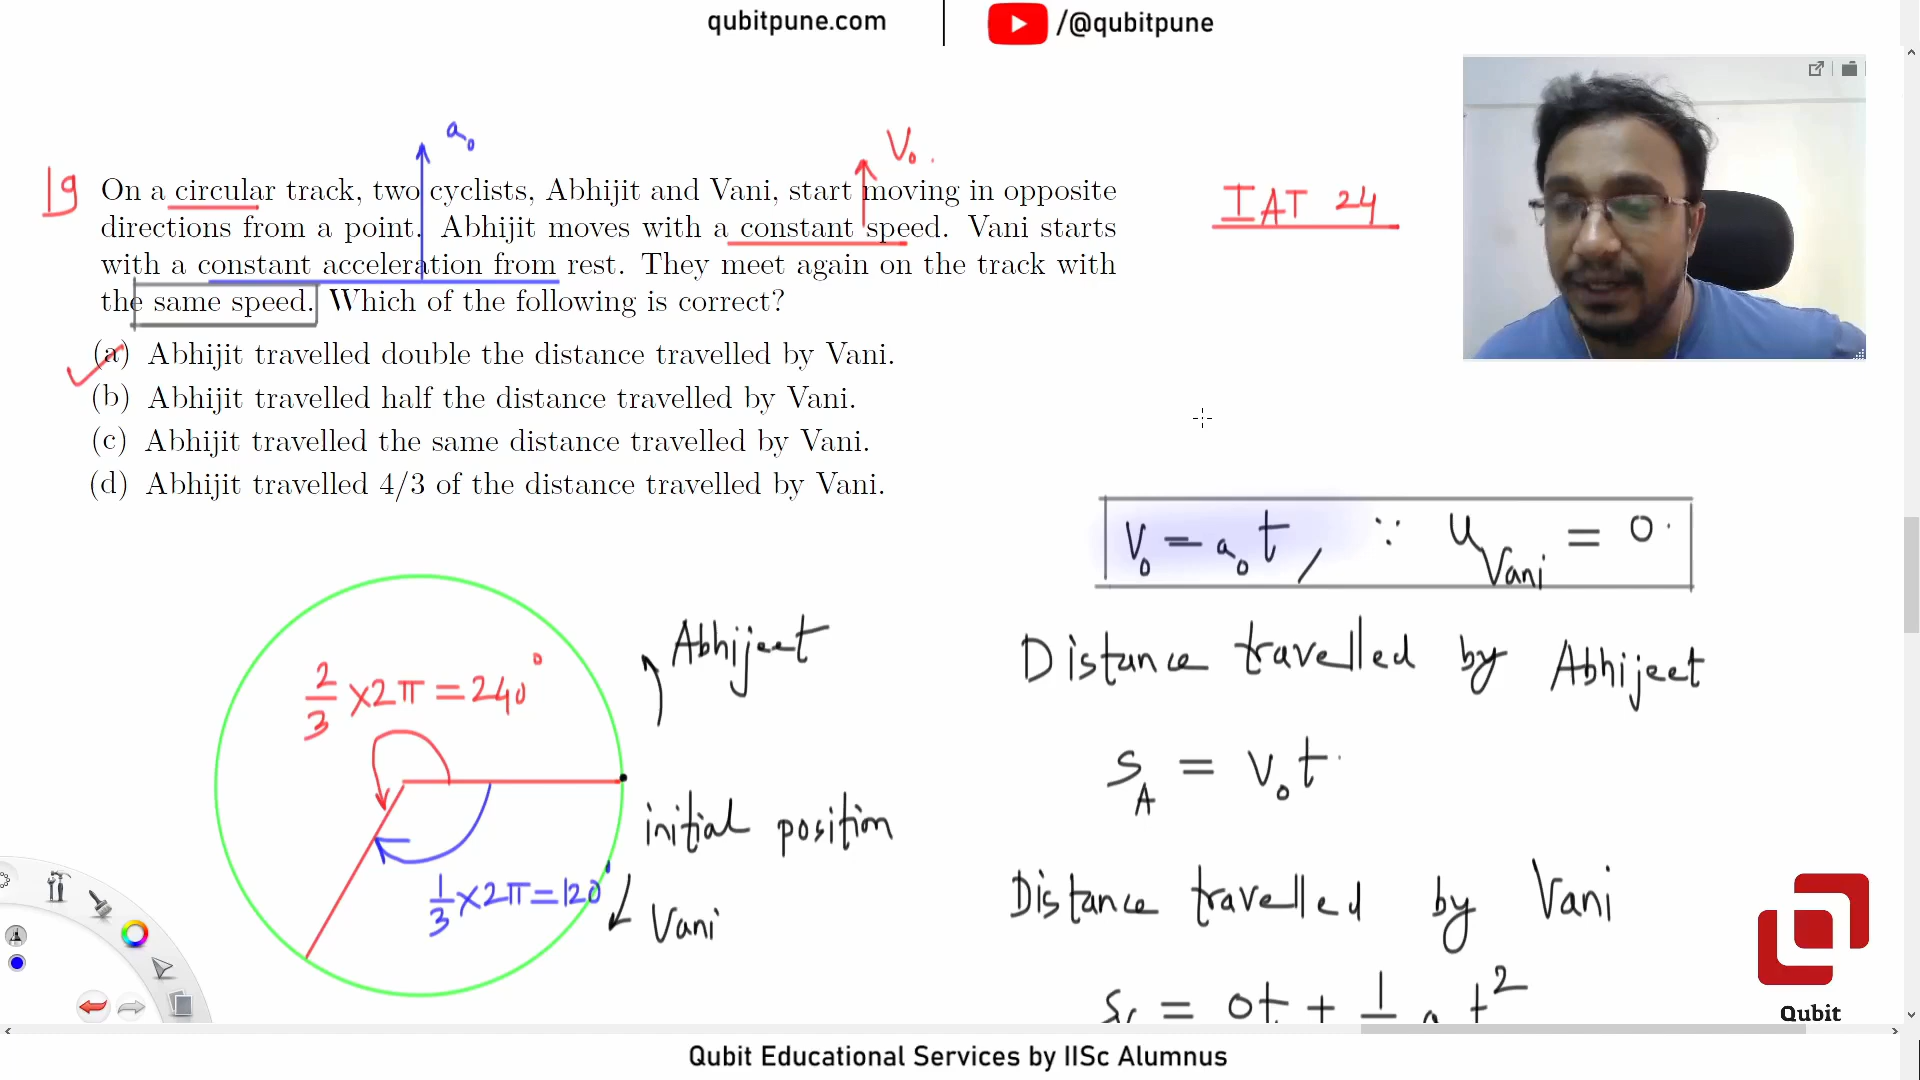 qubitpune.com | /@qubitpune
a₀
V₀.
19 On a circular track, two cyclists, Abhijit and Vani, start moving in opposite
directions from a point. Abhijit moves with a constant speed. Vani starts
with a constant acceleration from rest. They meet again on the track with
the same speed. Which of the following is correct?
IAT 24
(a) Abhijit travelled double the distance travelled by Vani.
(b) Abhijit travelled half the distance travelled by Vani.
(c) Abhijit travelled the same distance travelled by Vani.
(d) Abhijit travelled 4/3 of the distance travelled by Vani.
V₀ = a₀t, ∵ u_Vani = 0.
Abhijeet
2/3 × 2π = 240°
initial position
1/3 × 2π = 120°
Vani
Distance travelled by Abhijeet
S_A = V₀t
Distance travelled by Vani
= 0t + 1 t²
Qubit
Qubit Educational Services by IISc Alumnus